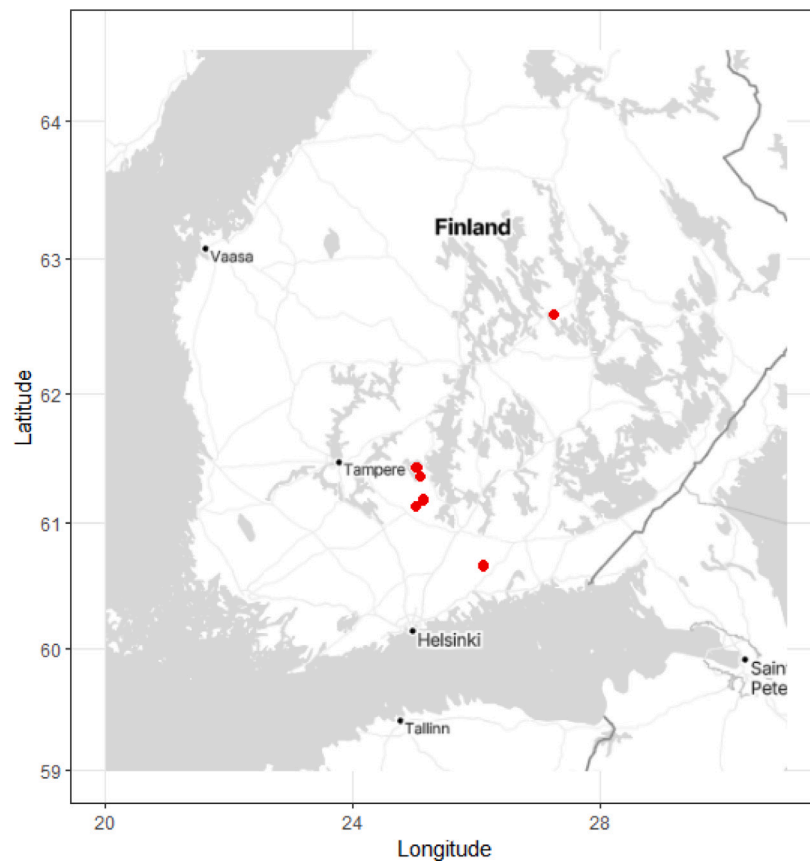 64
63
62
61
60
59
20
24
28
Latitude
Longitude
Finland
Vaasa
Tampere
Helsinki
Tallinn
Sain
Pete